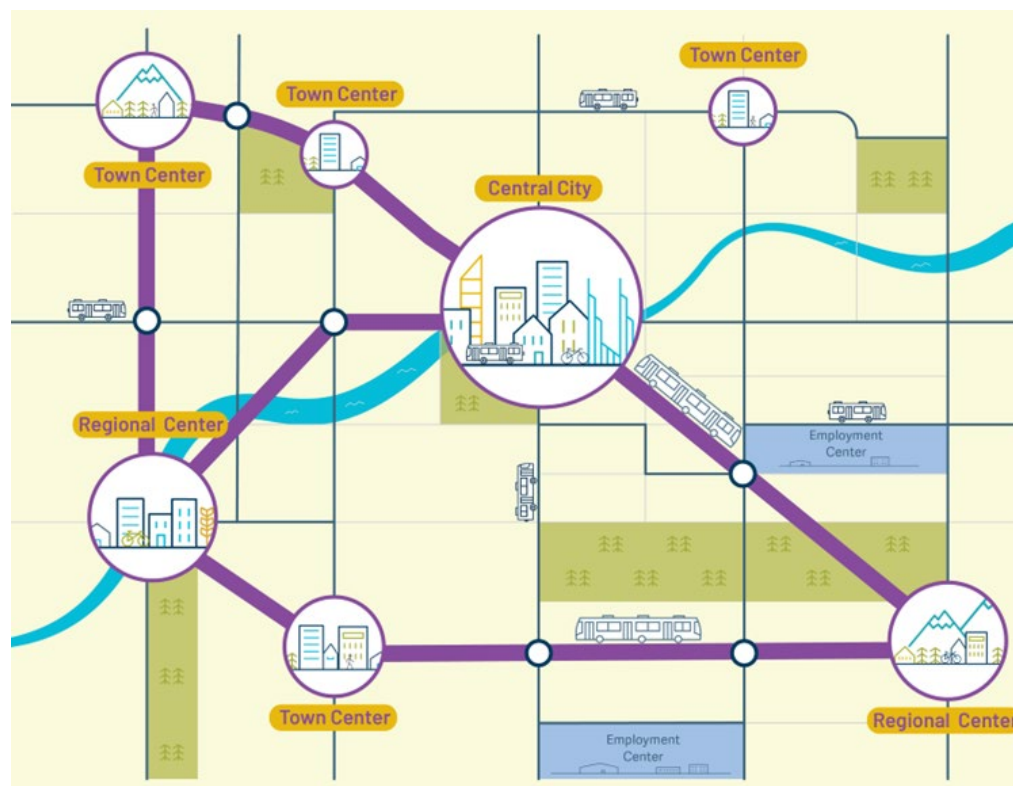 Town Center
Town Center
Town Center
Central City
Regional Center
Employment
Center
Town Center
Regional Center
Employment
Center